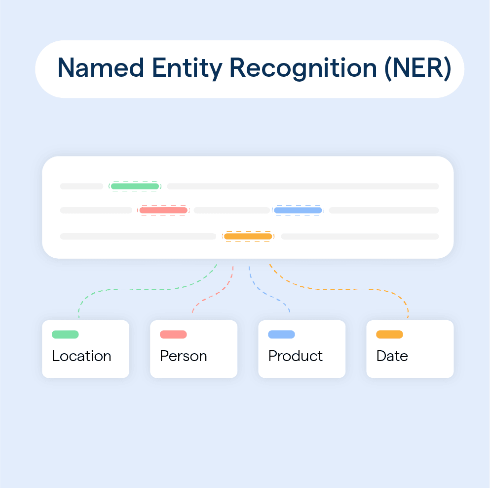 Named Entity Recognition (NER)
Location
Person
Product
Date